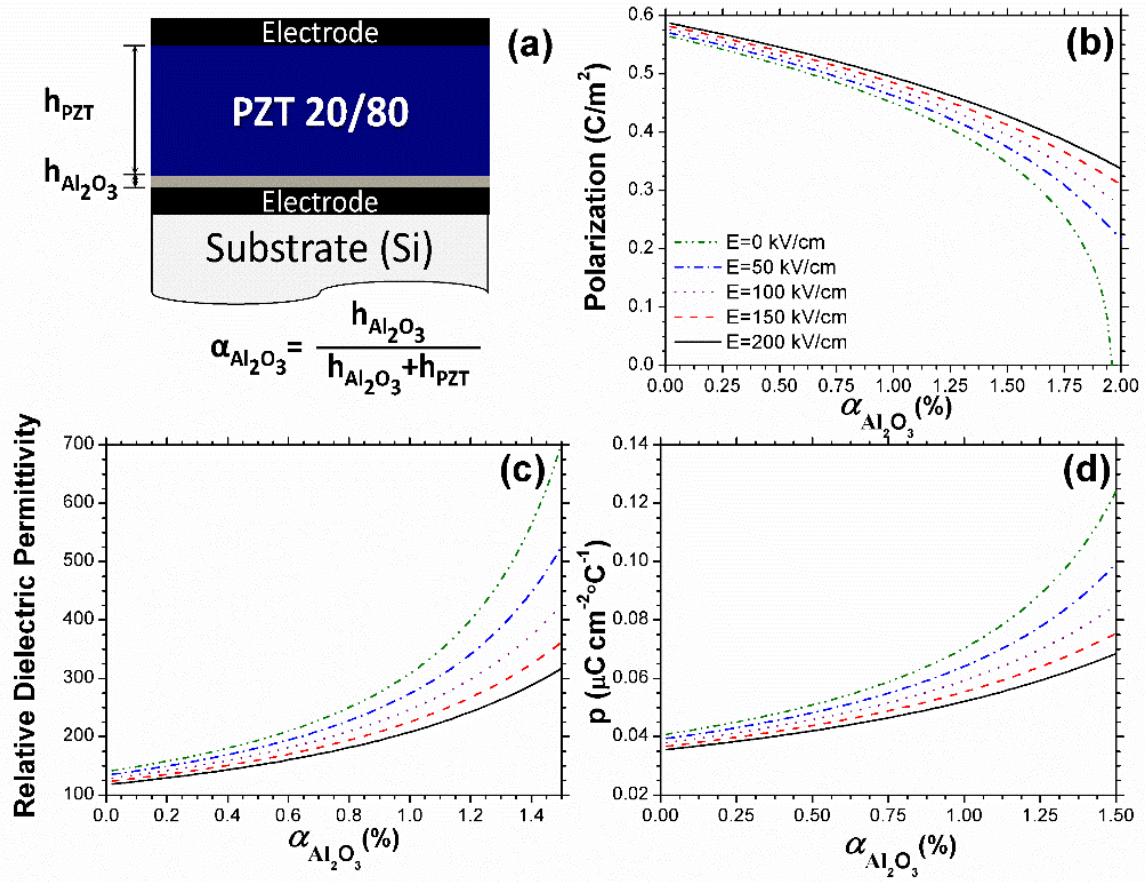 Electrode
(a)
h_PZT
PZT 20/80
h_Al₂O₃
Electrode
Substrate (Si)
α_Al₂O₃ = h_Al₂O₃ / h_Al₂O₃+h_PZT
(b)
Polarization (C/m²)
0.6
0.5
0.4
0.3
0.2
0.1
0.0
E=0 kV/cm
E=50 kV/cm
E=100 kV/cm
E=150 kV/cm
E=200 kV/cm
0.00 0.25 0.50 0.75 1.00 1.25 1.50 1.75 2.00
α_Al₂O₃ (%)
(c)
Relative Dielectric Permittivity
700
600
500
400
300
200
100
0.0 0.2 0.4 0.6 0.8 1.0 1.2 1.4
α_Al₂O₃ (%)
(d)
p (μC cm⁻²°C⁻¹)
0.14
0.12
0.10
0.08
0.06
0.04
0.02
0.00 0.25 0.50 0.75 1.00 1.25 1.50
α_Al₂O₃ (%)